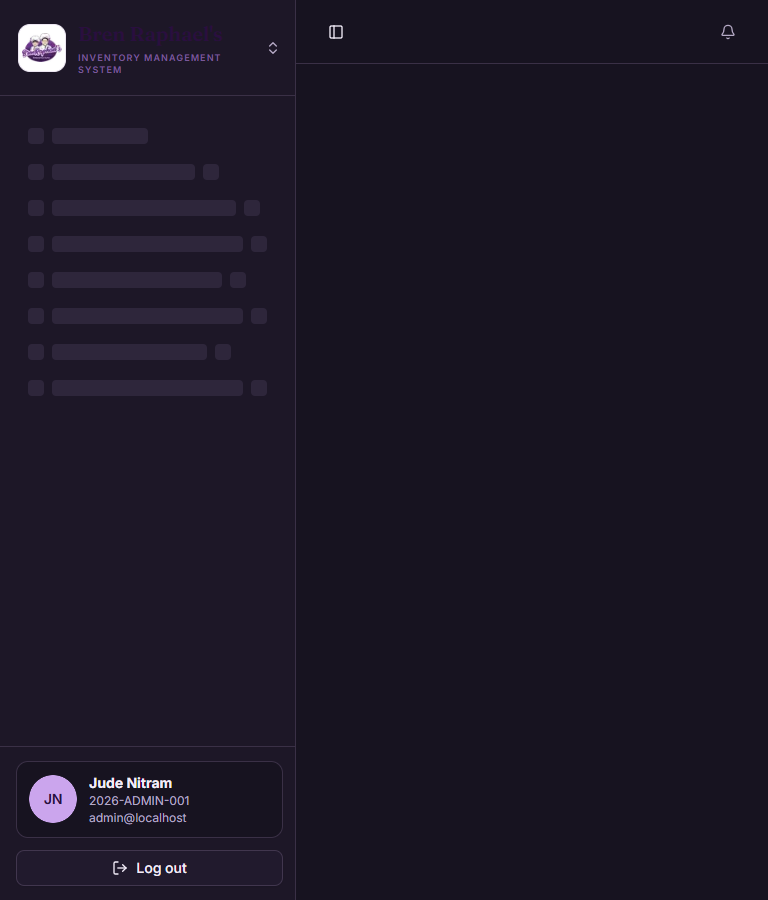 INVENTORY MANAGEMENT
SYSTEM
JN
Jude Nitram
2026-ADMIN-001
admin@localhost
Log out